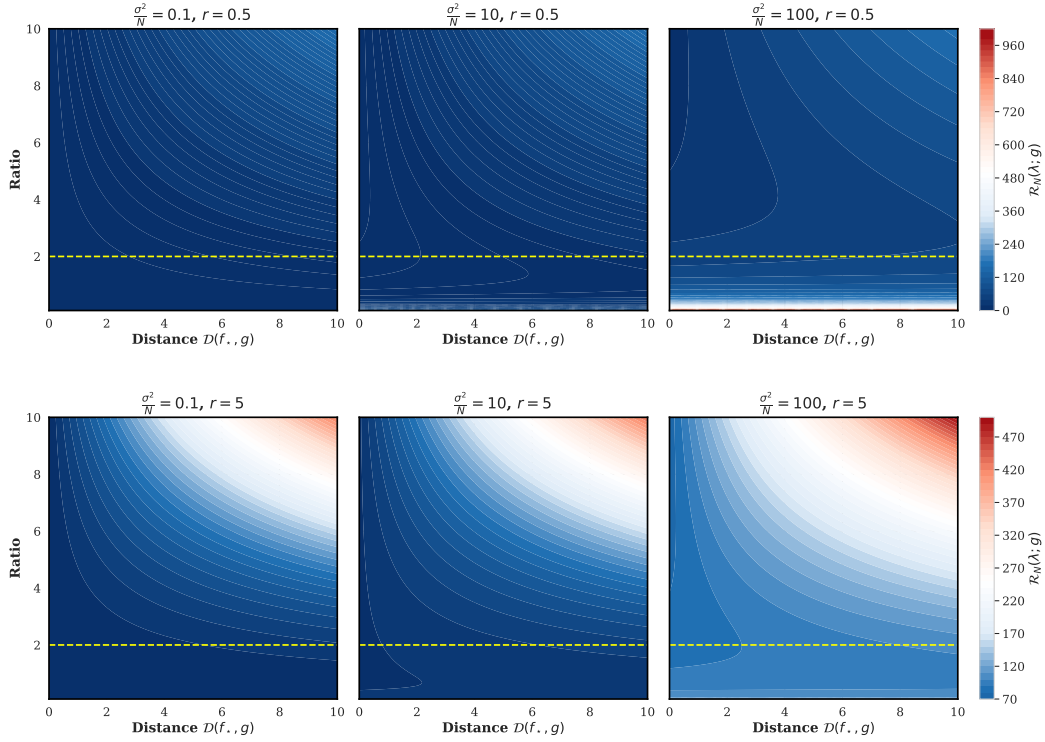 σ²/N = 0.1, r = 0.5
σ²/N = 10, r = 0.5
σ²/N = 100, r = 0.5
10
8
6
4
2
Ratio
0 2 4 6 8 10
0 2 4 6 8 10
0 2 4 6 8 10
Distance 𝒟(f⋆, g)
Distance 𝒟(f⋆, g)
Distance 𝒟(f⋆, g)
960
840
720
600
480
360
240
120
0
ℛ_N(λ; g)
σ²/N = 0.1, r = 5
σ²/N = 10, r = 5
σ²/N = 100, r = 5
10
8
6
4
2
Ratio
0 2 4 6 8 10
0 2 4 6 8 10
0 2 4 6 8 10
Distance 𝒟(f⋆, g)
Distance 𝒟(f⋆, g)
Distance 𝒟(f⋆, g)
470
420
370
320
270
220
170
120
70
ℛ_N(λ; g)